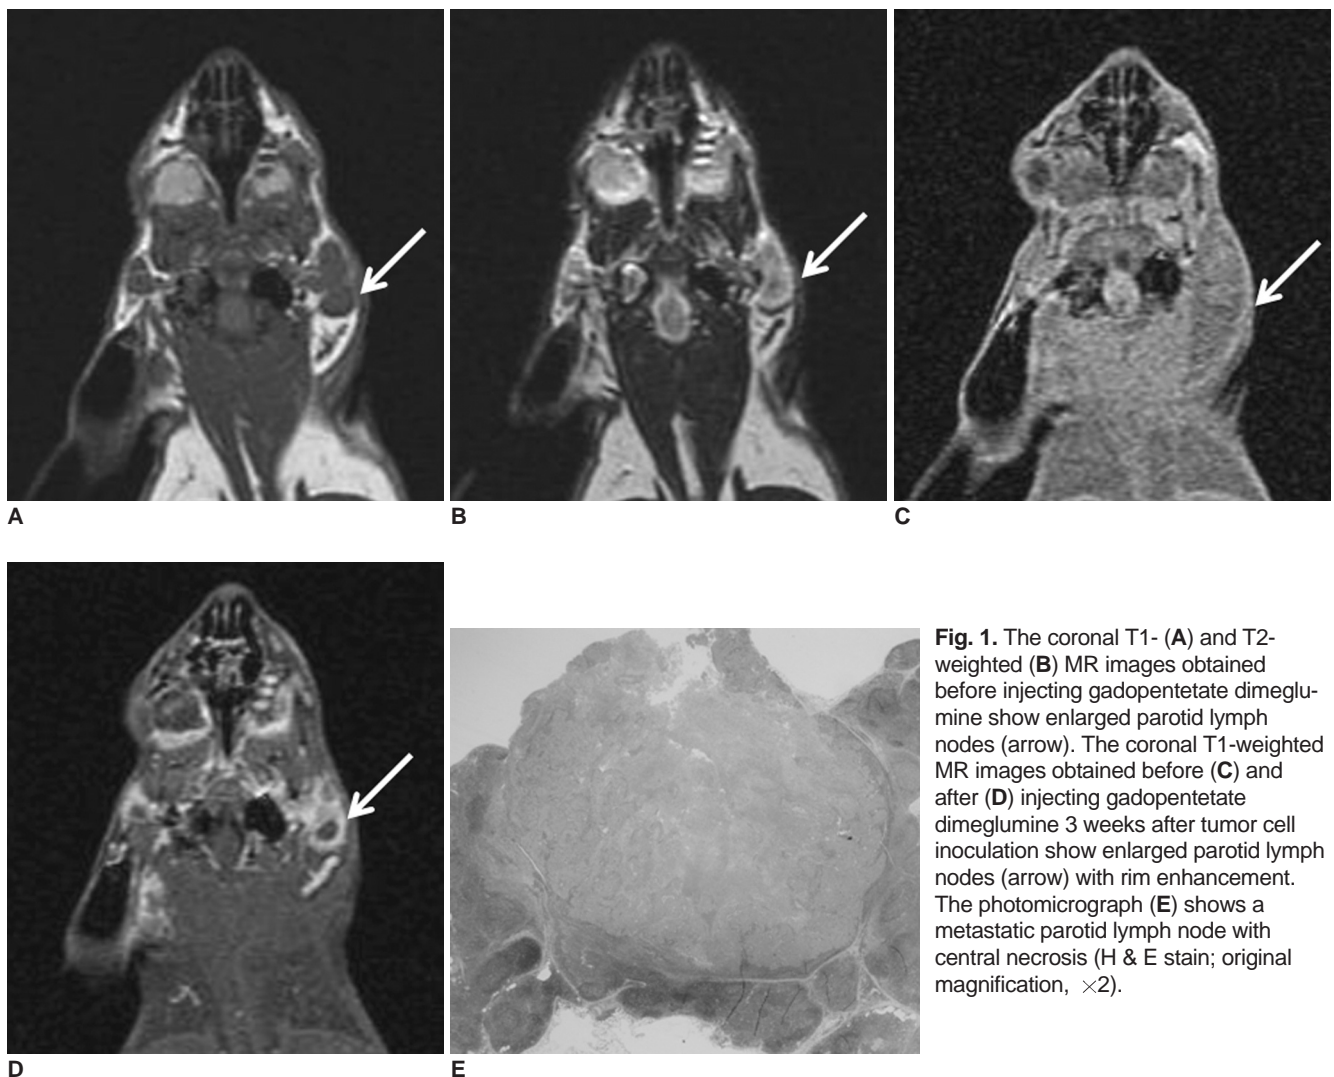 A
B
C
D
E
Fig. 1. The coronal T1- (A) and T2-
weighted (B) MR images obtained
before injecting gadopentetate dimeglu-
mine show enlarged parotid lymph
nodes (arrow). The coronal T1-weighted
MR images obtained before (C) and
after (D) injecting gadopentetate
dimeglumine 3 weeks after tumor cell
inoculation show enlarged parotid lymph
nodes (arrow) with rim enhancement.
The photomicrograph (E) shows a
metastatic parotid lymph node with
central necrosis (H & E stain; original
magnification, ×2).